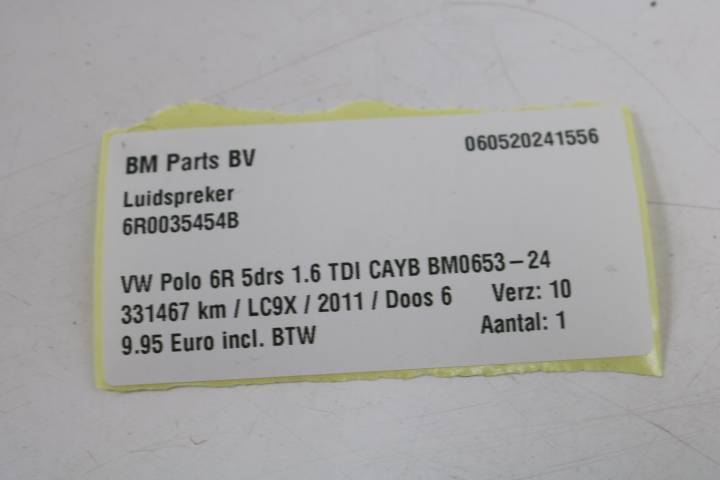 BM Parts BV 060520241556
Luidspreker
6R0035454B
VW Polo 6R 5drs 1.6 TDI CAYB BM0653-24
331467 km / LC9X / 2011 / Doos 6 Verz: 10
9.95 Euro incl. BTW Aantal: 1